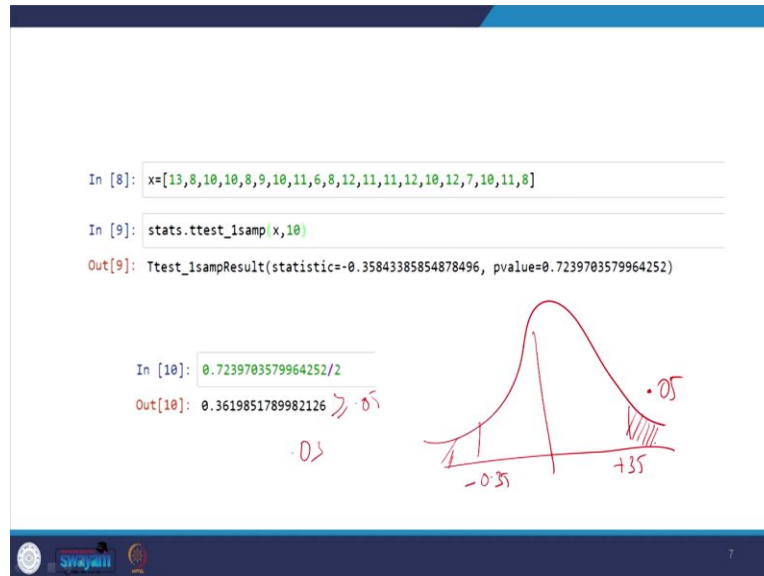 In [8]: x=[13,8,10,10,8,9,10,11,6,8,12,11,11,12,10,12,7,10,11,8]
In [9]: stats.ttest_1samp(x,10)
Out[9]: Ttest_1sampResult(statistic=-0.35843385854878496, pvalue=0.7239703579964252)
In [10]: 0.7239703579964252/2
Out[10]: 0.3619851789982126 ⩾ .05
.05
-0.35
+35
swayam
7